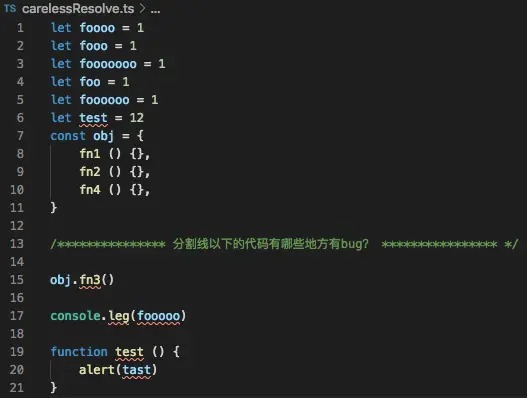 TS carelessResolve.ts > ...
1 let foooo = 1
2 let fooo = 1
3 let fooooooo = 1
4 let foo = 1
5 let foooooo = 1
6 let test = 12
7 const obj = {
8 fn1 () {},
9 fn2 () {},
10 fn4 () {},
11 }
12
13 /*************** 分割线以下的代码有哪些地方有bug？ **************** */
14
15 obj.fn3()
16
17 console.leg(fooooo)
18
19 function test () {
20 alert(tast)
21 }